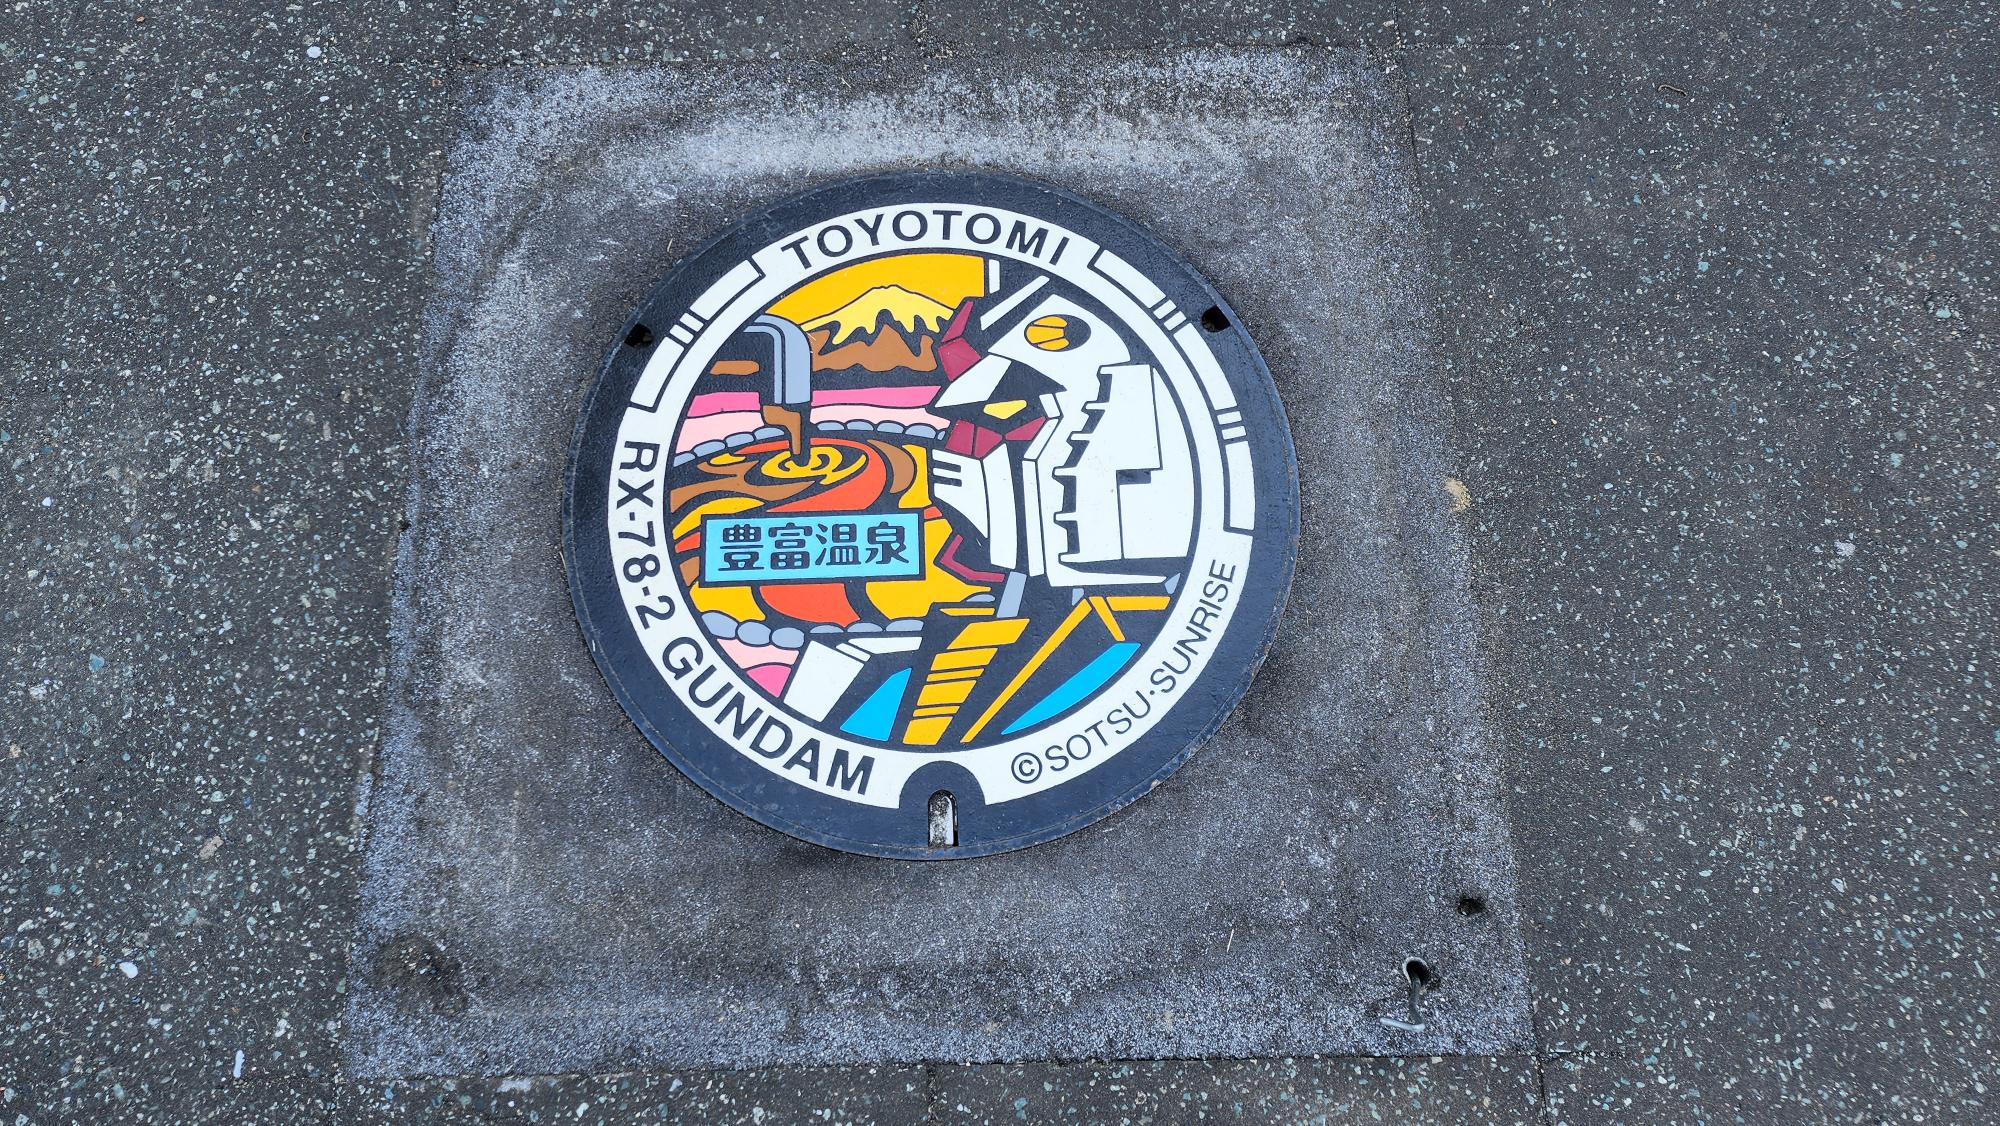 TOYOTOMI
豊富温泉
RX-78-2 GUNDAM
©SOTSU・SUNRISE